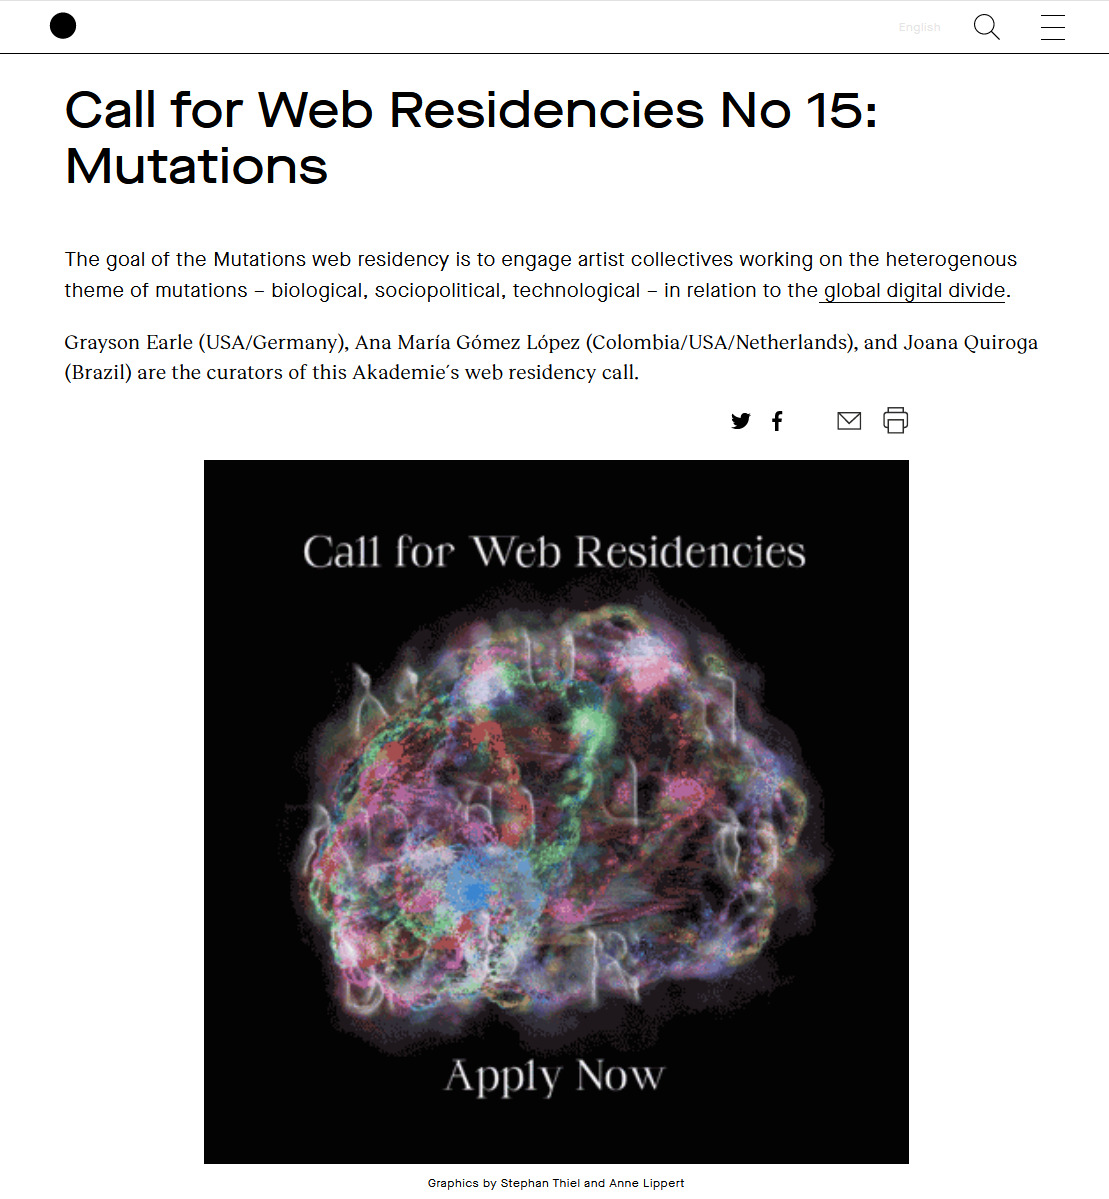 English
Call for Web Residencies No 15:
Mutations
The goal of the Mutations web residency is to engage artist collectives working on the heterogenous
theme of mutations – biological, sociopolitical, technological – in relation to the global digital divide.
Grayson Earle (USA/Germany), Ana María Gómez López (Colombia/USA/Netherlands), and Joana Quiroga
(Brazil) are the curators of this Akademie´s web residency call.
Call for Web Residencies
Apply Now
Graphics by Stephan Thiel and Anne Lippert